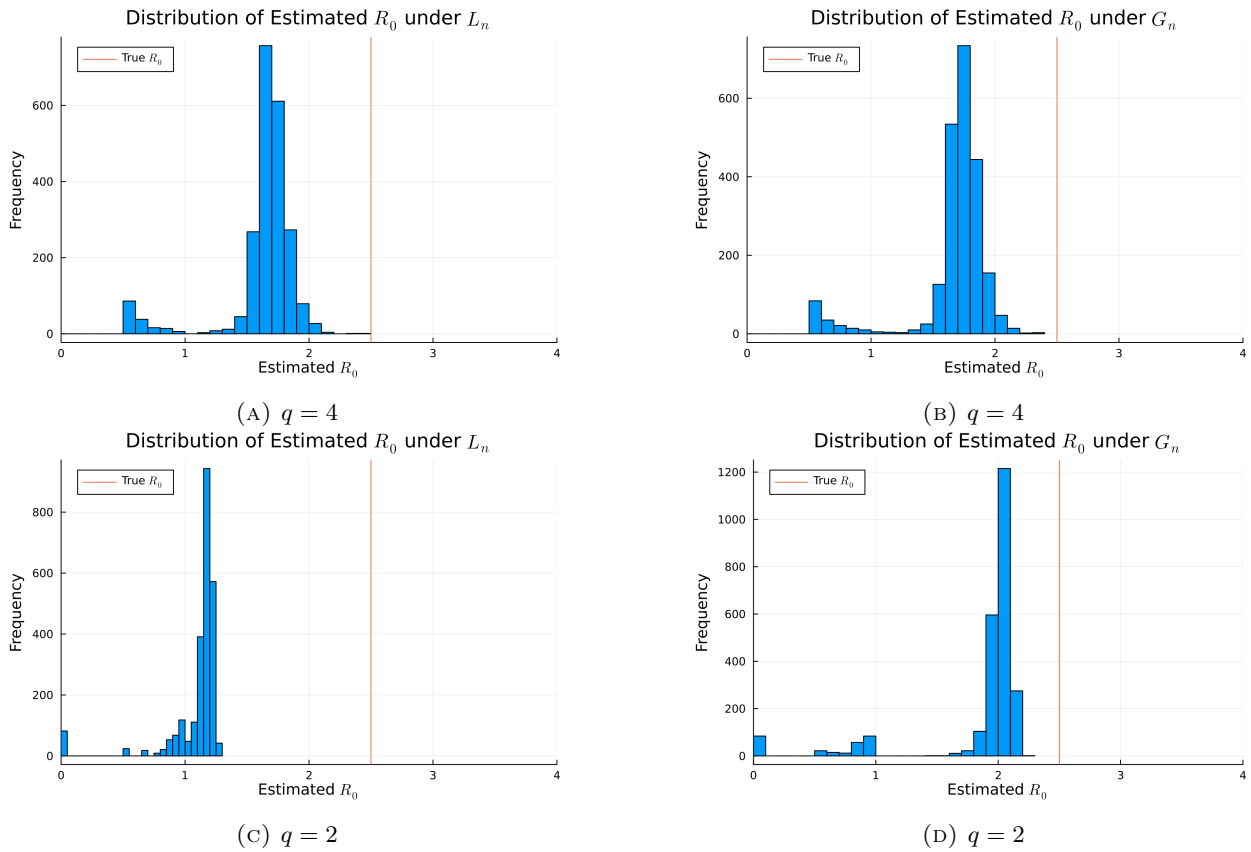 Distribution of Estimated R₀ under Lₙ
True R₀
600
400
200
0
Frequency
0 1 2 3 4
Estimated R₀
(A) q = 4
Distribution of Estimated R₀ under Gₙ
True R₀
600
400
200
0
Frequency
0 1 2 3 4
Estimated R₀
(B) q = 4
Distribution of Estimated R₀ under Lₙ
True R₀
800
600
400
200
0
Frequency
0 1 2 3 4
Estimated R₀
(C) q = 2
Distribution of Estimated R₀ under Gₙ
True R₀
1200
1000
800
600
400
200
0
Frequency
0 1 2 3 4
Estimated R₀
(D) q = 2